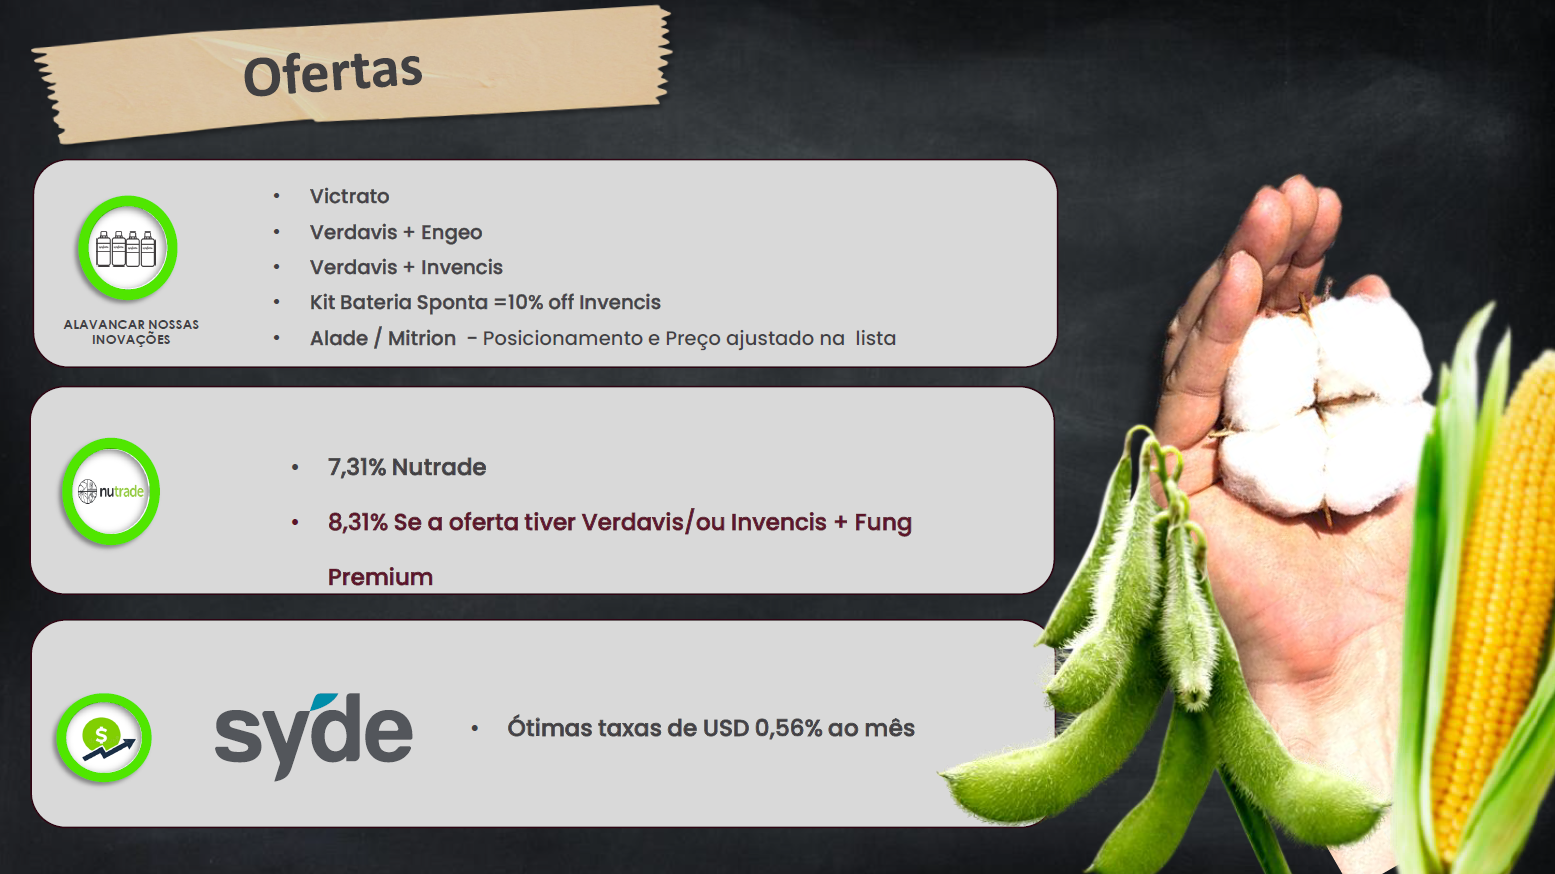 Ofertas
• Victrato
• Verdavis + Engeo
• Verdavis + Invencis
• Kit Bateria Sponta =10% off Invencis
• Alade / Mitrion - Posicionamento e Preço ajustado na lista
ALAVANCAR NOSSAS
INOVAÇÕES
nutrade
• 7,31% Nutrade
• 8,31% Se a oferta tiver Verdavis/ou Invencis + Fung
Premium
$
syde
• Ótimas taxas de USD 0,56% ao mês